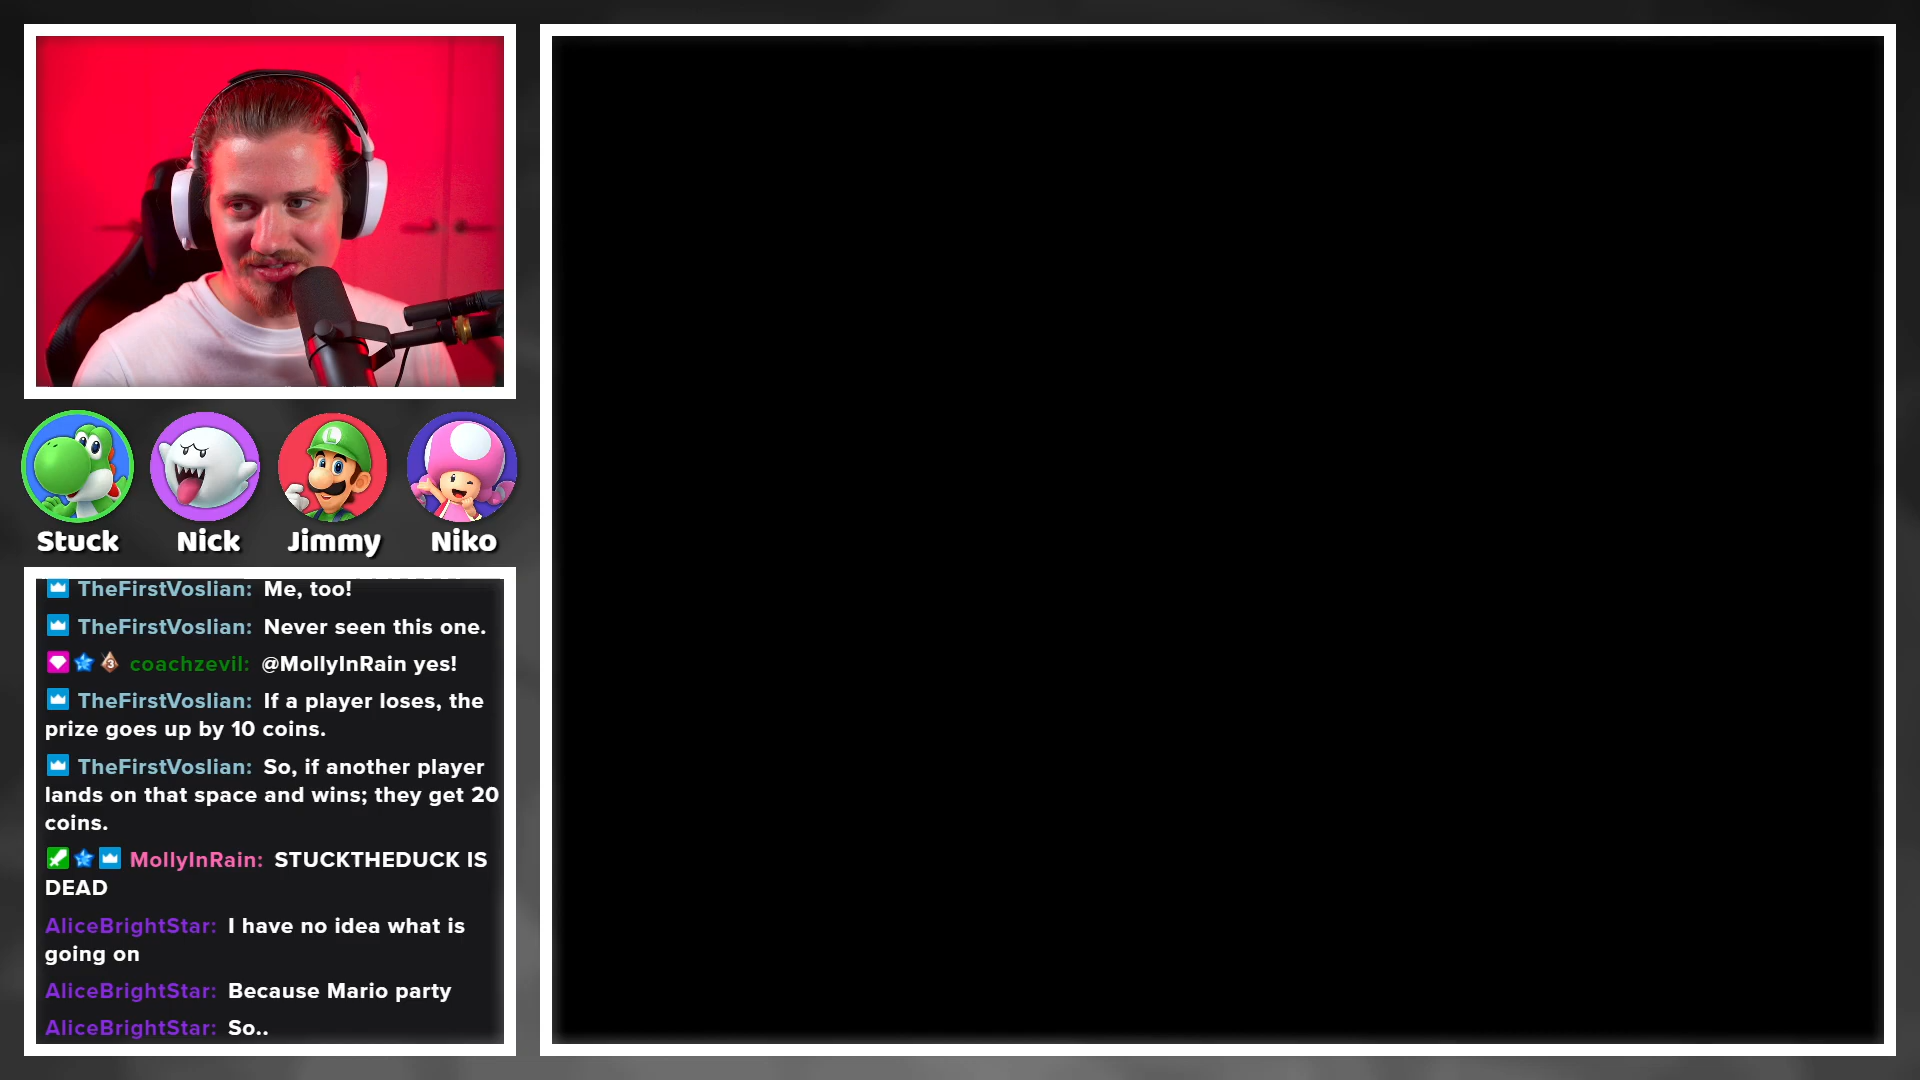 Stuck Nick Jimmy Niko
TheFirstVoslian: Me, too!
TheFirstVoslian: Never seen this one.
coachzevil: @MollyInRain yes!
TheFirstVoslian: If a player loses, the
prize goes up by 10 coins.
TheFirstVoslian: So, if another player
lands on that space and wins; they get 20
coins.
MollyInRain: STUCKTHEDUCK IS
DEAD
AliceBrightStar: I have no idea what is
going on
AliceBrightStar: Because Mario party
AliceBrightStar: So..